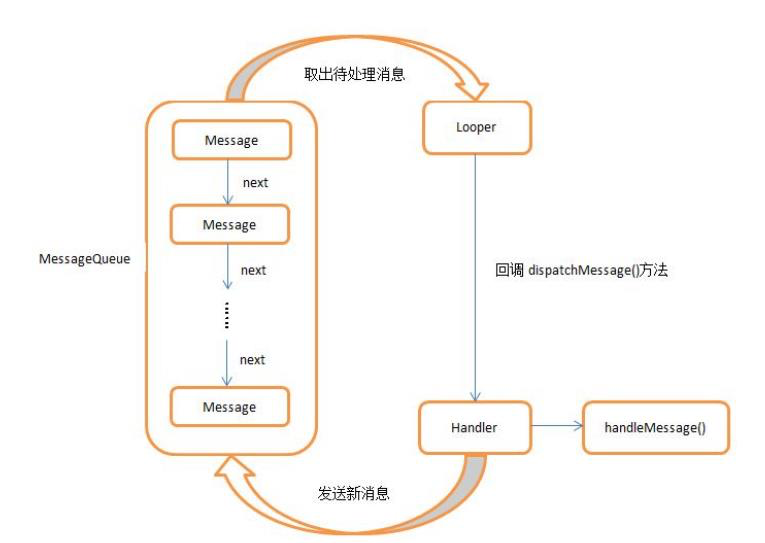 取出待处理消息
Looper
Message
next
Message
MessageQueue
next
回调 dispatchMessage()方法
next
Message
Handler
handleMessage()
发送新消息